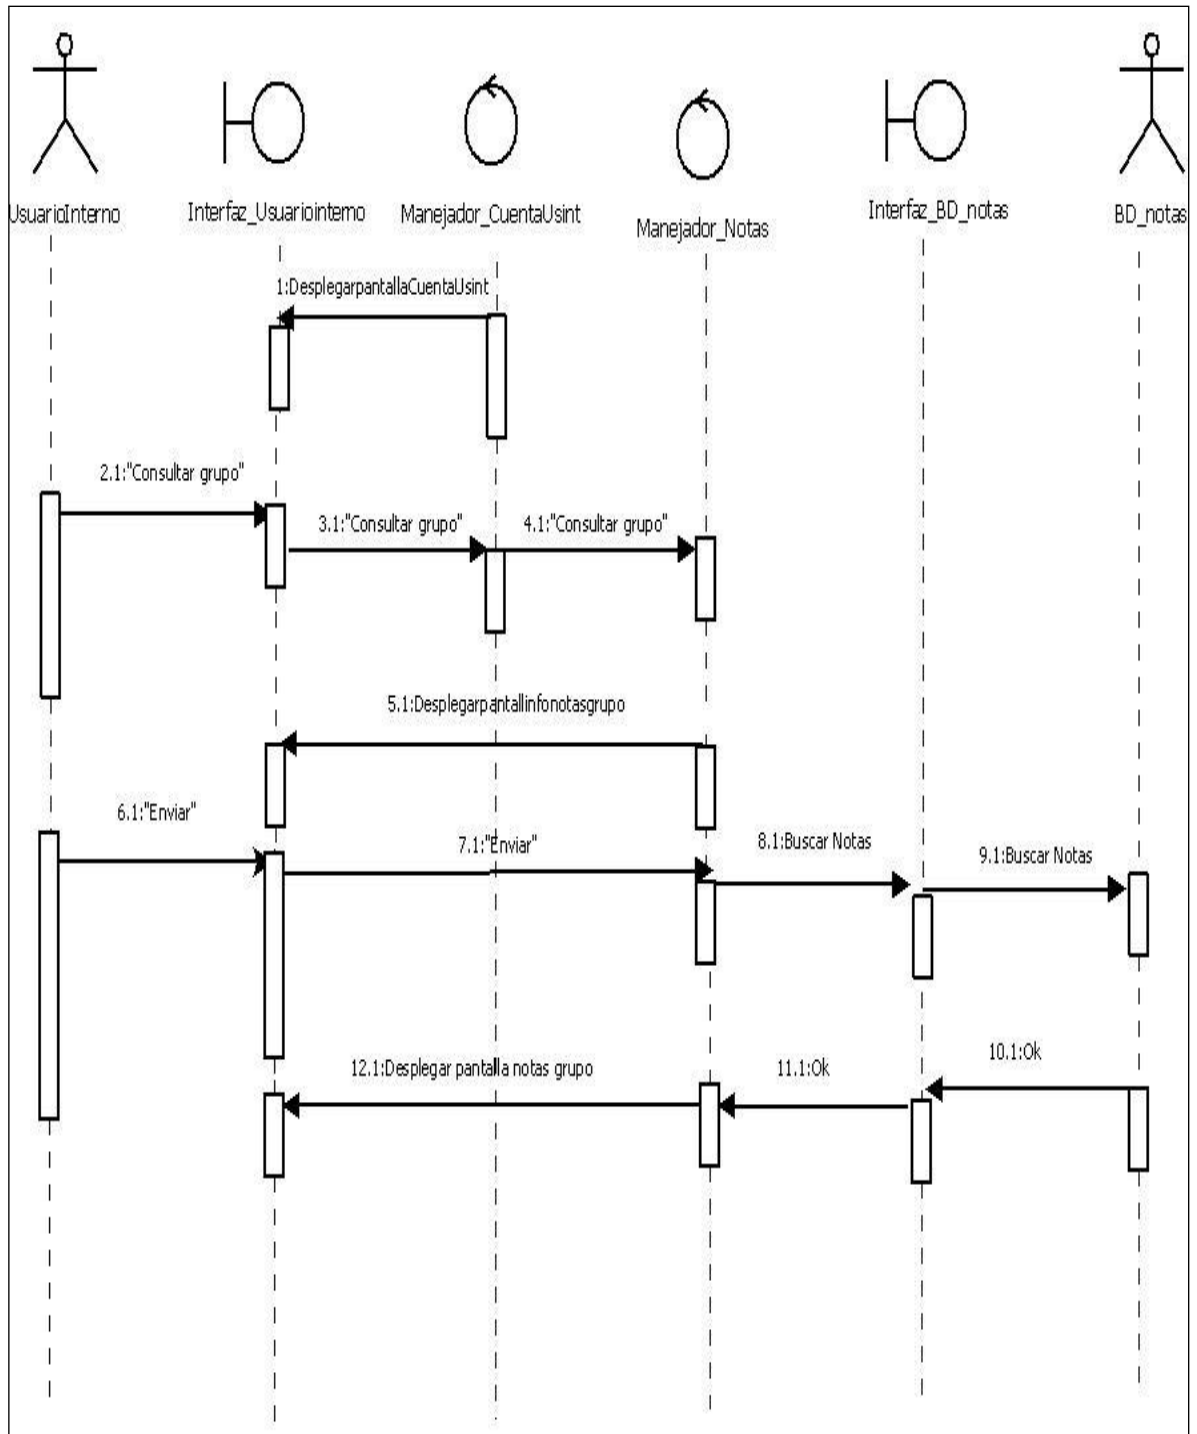 UsuarioInterno
Interfaz_Usuariointerno
Manejador_CuentaUsint
Manejador_Notas
Interfaz_BD_notas
BD_notas
1:DesplegarpantallaCuentaUsint
2.1:"Consultar grupo"
3.1:"Consultar grupo"
4.1:"Consultar grupo"
5.1:Desplegarpantallinfonotasgrupo
6.1:"Enviar"
7.1:"Enviar"
8.1:Buscar Notas
9.1:Buscar Notas
10.1:Ok
11.1:Ok
12.1:Desplegar pantalla notas grupo